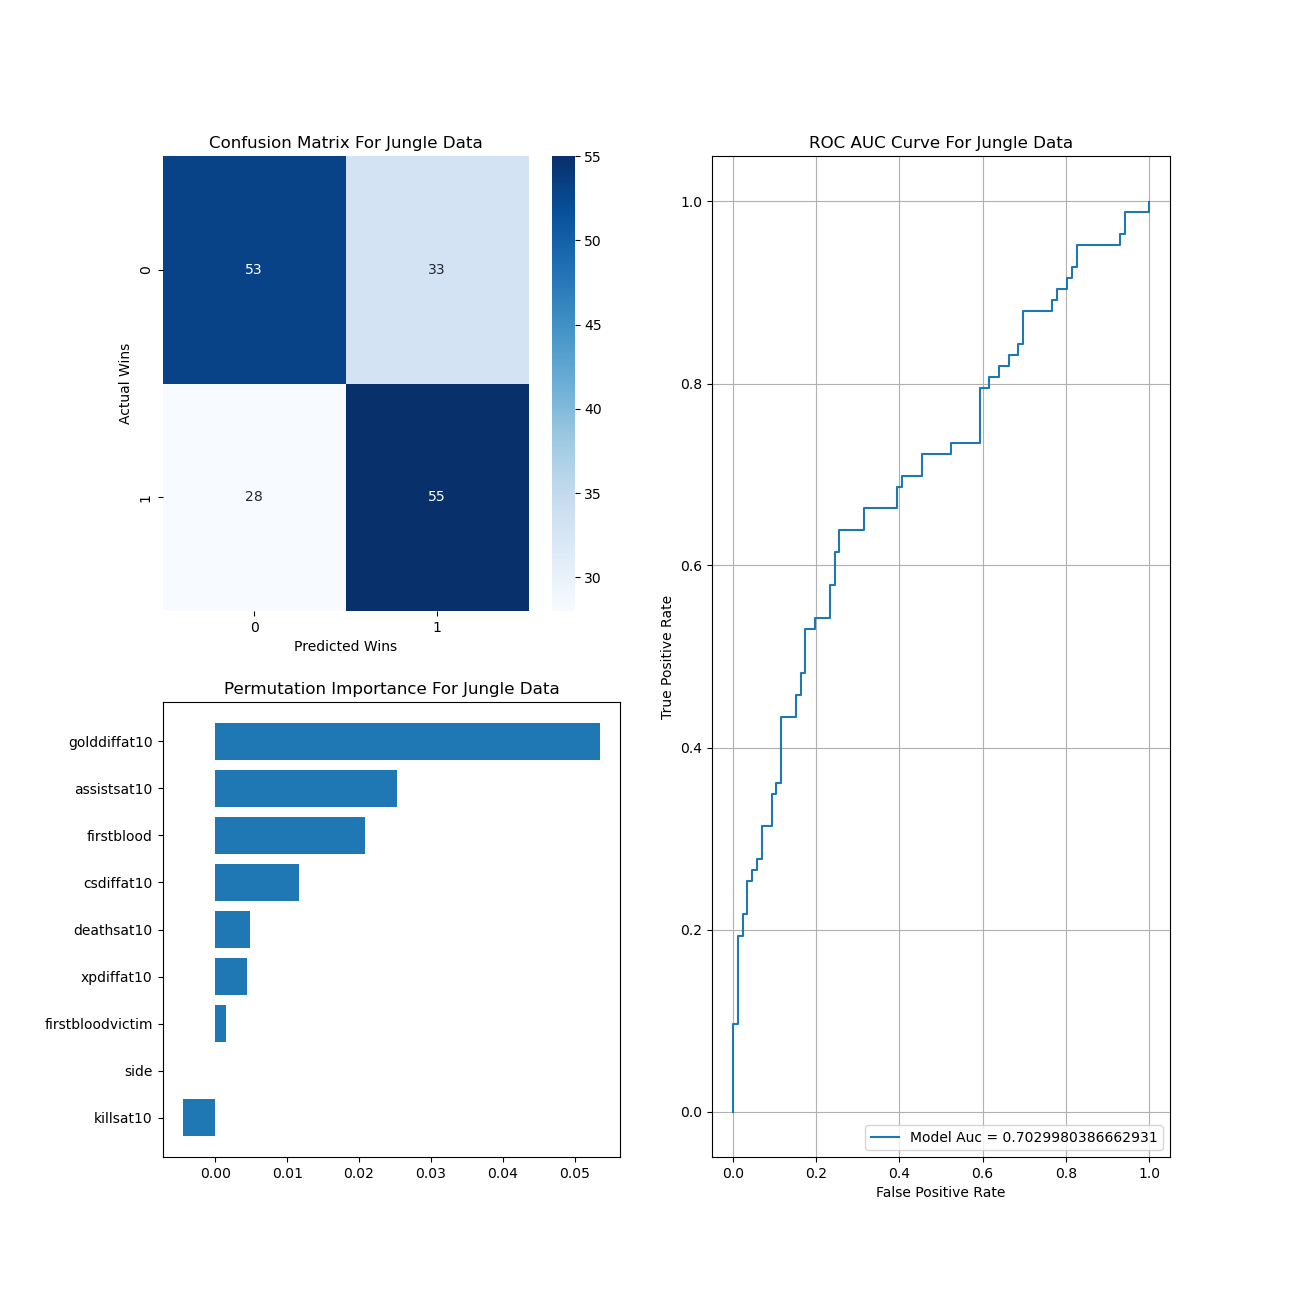 Confusion Matrix For Jungle Data
53
33
28
55
0
1
Actual Wins
0
1
Predicted Wins
55
50
45
40
35
30
Permutation Importance For Jungle Data
golddiffat10
assistsat10
firstblood
csdiffat10
deathsat10
xpdiffat10
firstbloodvictim
side
killsat10
0.00
0.01
0.02
0.03
0.04
0.05
ROC AUC Curve For Jungle Data
1.0
0.8
0.6
0.4
0.2
0.0
True Positive Rate
Model Auc = 0.7029980386662931
0.0
0.2
0.4
0.6
0.8
1.0
False Positive Rate